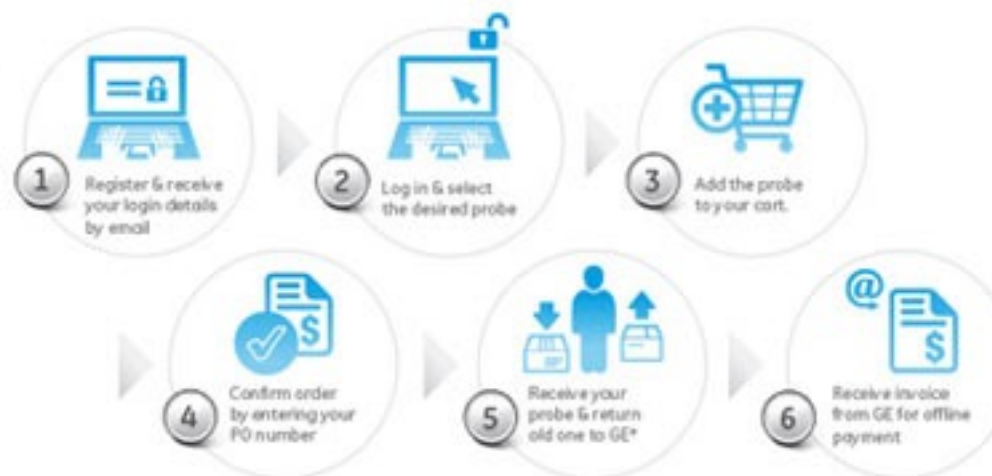 1
Register & receive
your login details
by email
2
Log in & select
the desired probe
3
Add the probe
to your cart.
4
Confirm order
by entering your
PO number
5
Receive your
probe & return
old one to GE*
6
@
Receive invoice
from GE for offline
payment
$
$